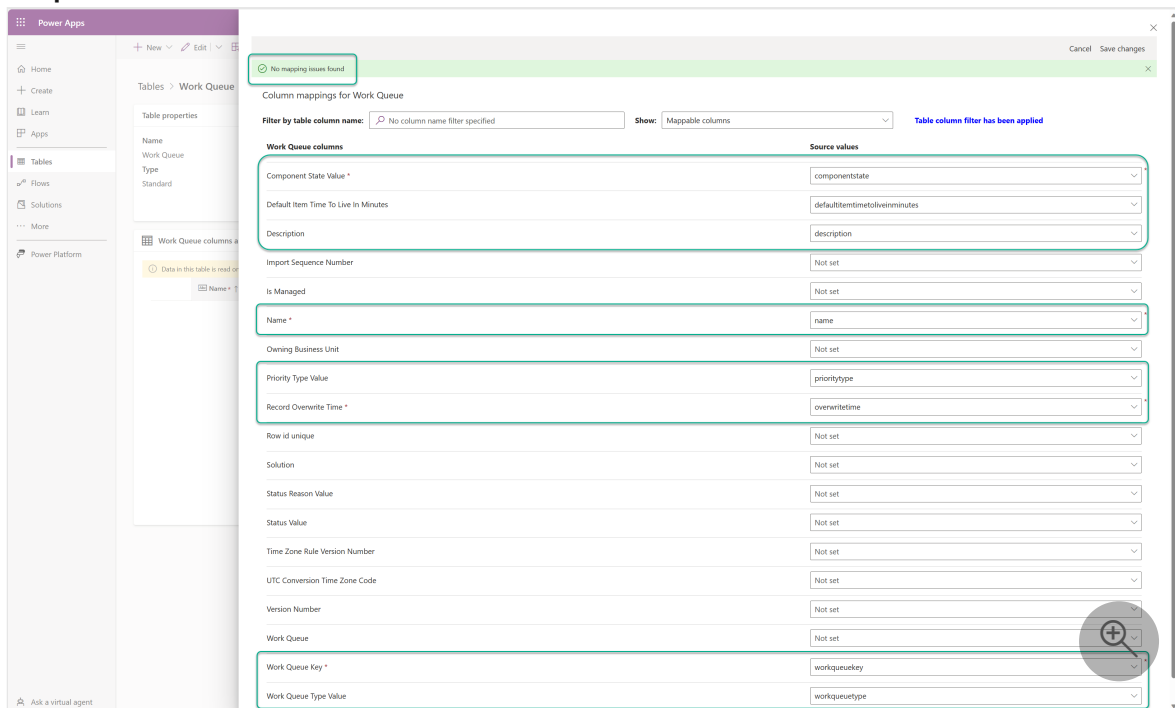 Power Apps
Cancel Save changes
+ New Edit
Home
Create
Learn
Apps
Tables
Flows
Solutions
More
Power Platform
Ask a virtual agent
Tables > Work Queue
Table properties
Name
Work Queue
Type
Standard
Work Queue columns a
Data in this table is read or
Name * ↑
No mapping issues found
Column mappings for Work Queue
Filter by table column name: No column name filter specified Show: Mappable columns Table column filter has been applied
Work Queue columns Source values
Component State Value * componentstate *
Default Item Time To Live In Minutes defaultitemtimetoliveinminutes
Description description
Import Sequence Number Not set
Is Managed Not set
Name * name *
Owning Business Unit Not set
Priority Type Value prioritytype
Record Overwrite Time * overwritetime *
Row id unique Not set
Solution Not set
Status Reason Value Not set
Status Value Not set
Time Zone Rule Version Number Not set
UTC Conversion Time Zone Code Not set
Version Number Not set
Work Queue Not set
Work Queue Key * workqueuekey *
Work Queue Type Value workqueuetype